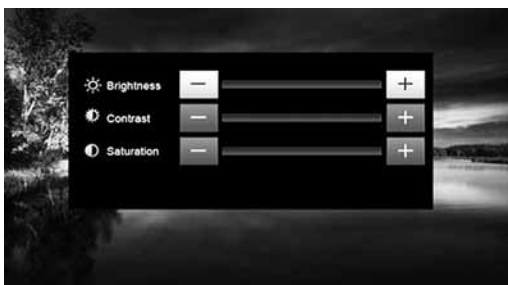 Brightness − +
Contrast − +
Saturation − +